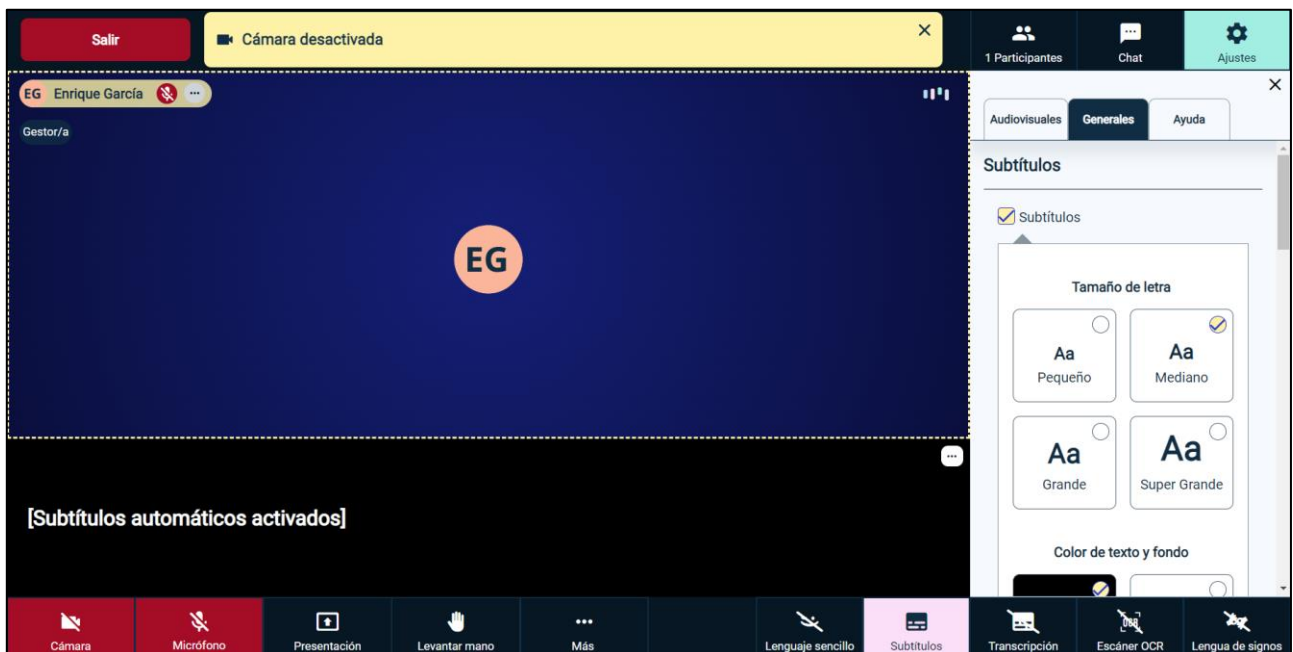 Salir
Cámara desactivada
1 Participantes
Chat
Ajustes
EG Enrique García
Gestor/a
EG
[Subtítulos automáticos activados]
Audiovisuales
Generales
Ayuda
Subtítulos
Subtítulos
Tamaño de letra
Aa
Pequeño
Aa
Mediano
Aa
Grande
Aa
Super Grande
Color de texto y fondo
Cámara
Micrófono
Presentación
Levantar mano
Más
Lenguaje sencillo
Subtítulos
Transcripción
OCR
Escáner OCR
Lengua de signos